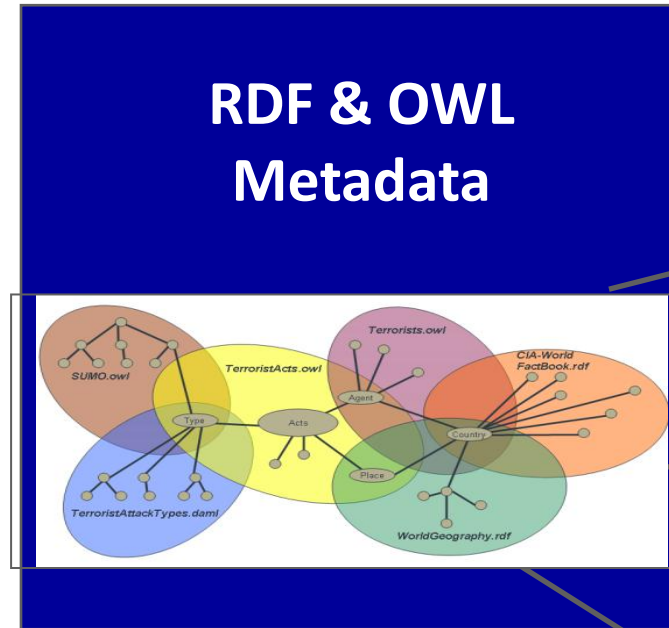 RDF & OWL
Metadata
Terrorists.owl
CIA-World
FactBook.rdf
SUMO.owl
TerroristActs.owl
Agent
Type
Acts
Country
Place
TerroristAttackTypes.daml
WorldGeography.rdf